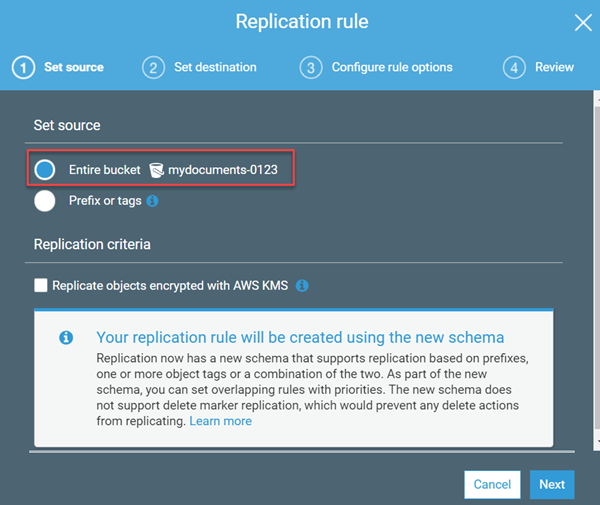 Replication rule
1 Set source 2 Set destination 3 Configure rule options 4 Review
Set source
Entire bucket mydocuments-0123
Prefix or tags
Replication criteria
Replicate objects encrypted with AWS KMS
Your replication rule will be created using the new schema
Replication now has a new schema that supports replication based on prefixes,
one or more object tags or a combination of the two. As part of the new
schema, you can set overlapping rules with priorities. The new schema does
not support delete marker replication, which would prevent any delete actions
from replicating. Learn more
Cancel Next